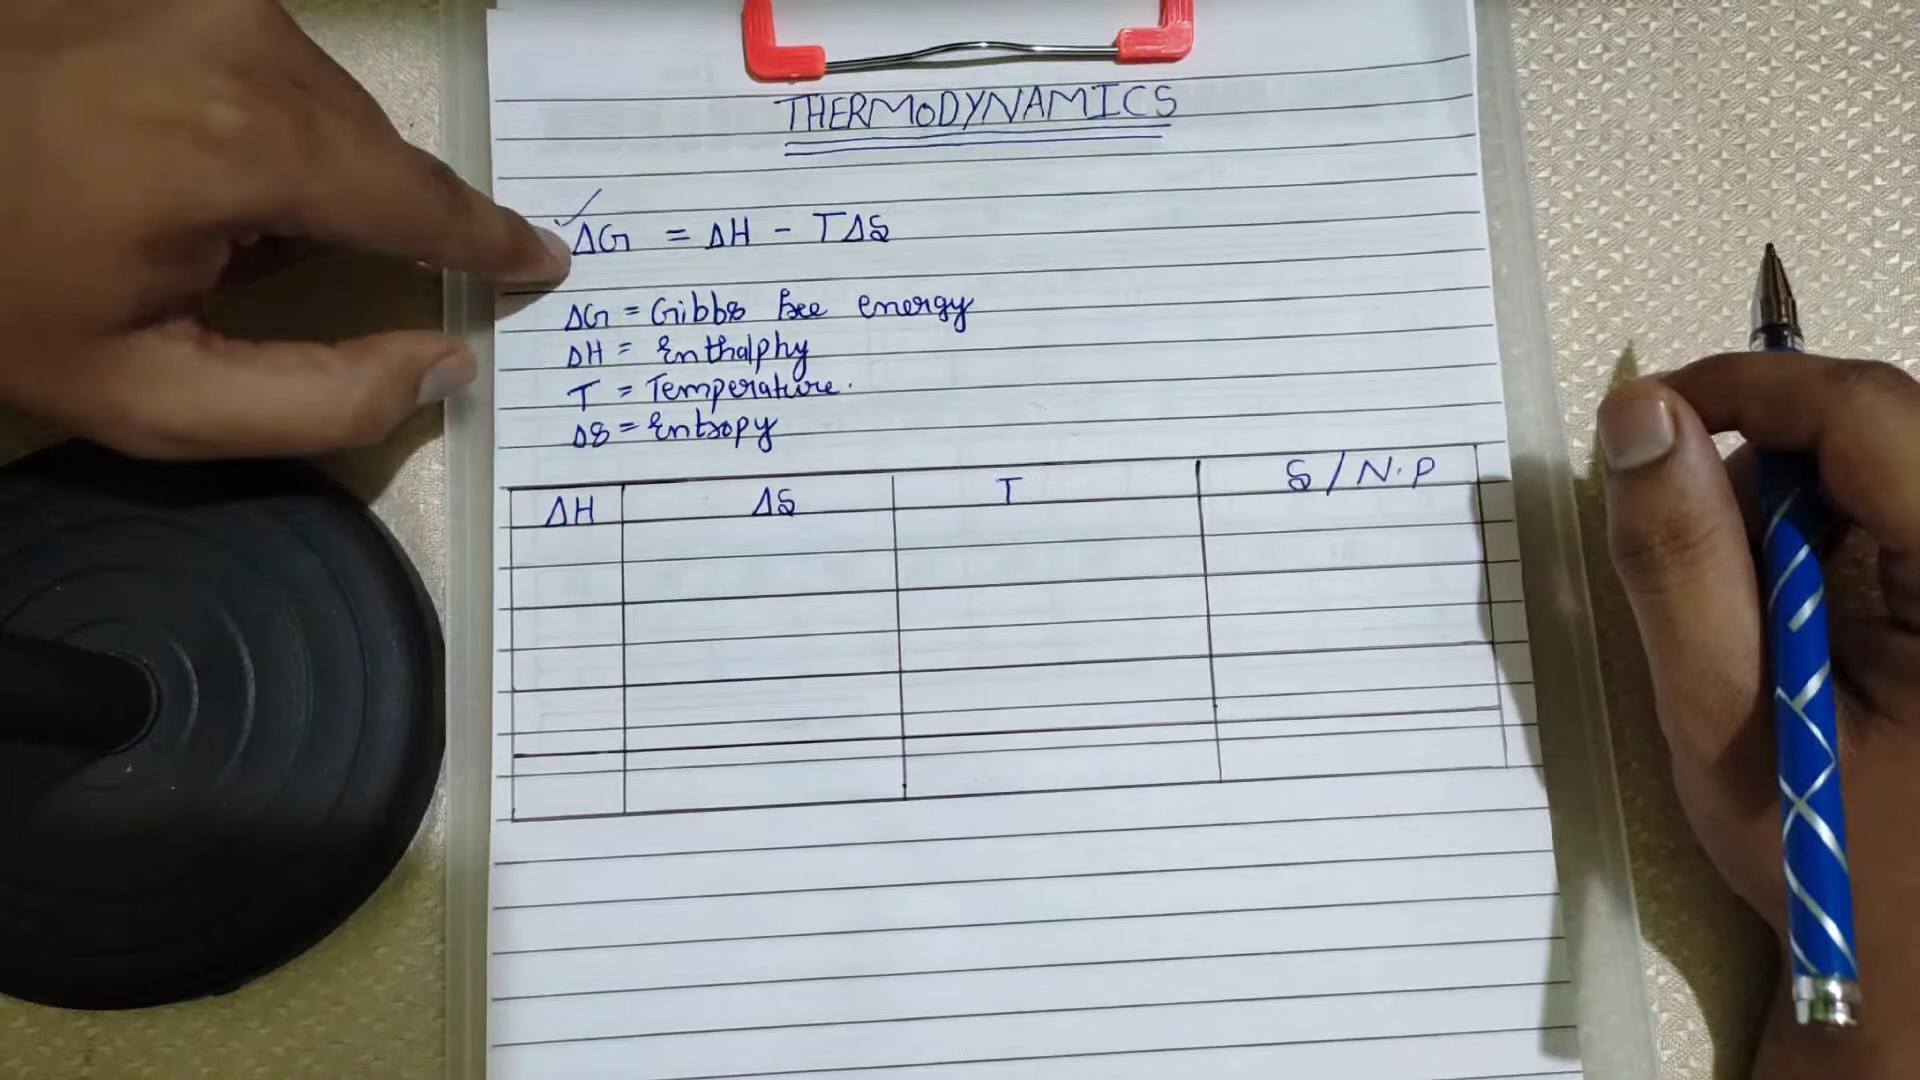 THERMODYNAMICS
ΔG = ΔH - TΔS
ΔG = Gibbs free energy
ΔH = Enthalphy
T = Temperature.
ΔS = Entropy
ΔH ΔS T S / N.P